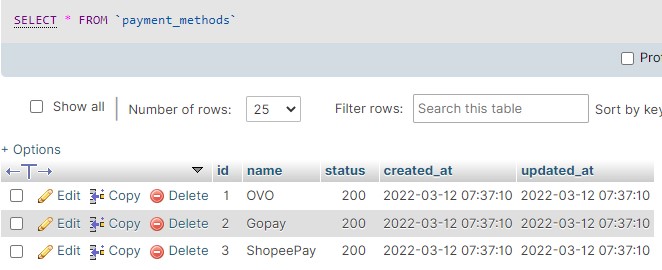 SELECT * FROM `payment_methods`
Show all Number of rows: 25 Filter rows: Search this table Sort by key
+ Options
id name status created_at updated_at
Edit Copy Delete 1 OVO 200 2022-03-12 07:37:10 2022-03-12 07:37:10
Edit Copy Delete 2 Gopay 200 2022-03-12 07:37:10 2022-03-12 07:37:10
Edit Copy Delete 3 ShopeePay 200 2022-03-12 07:37:10 2022-03-12 07:37:10